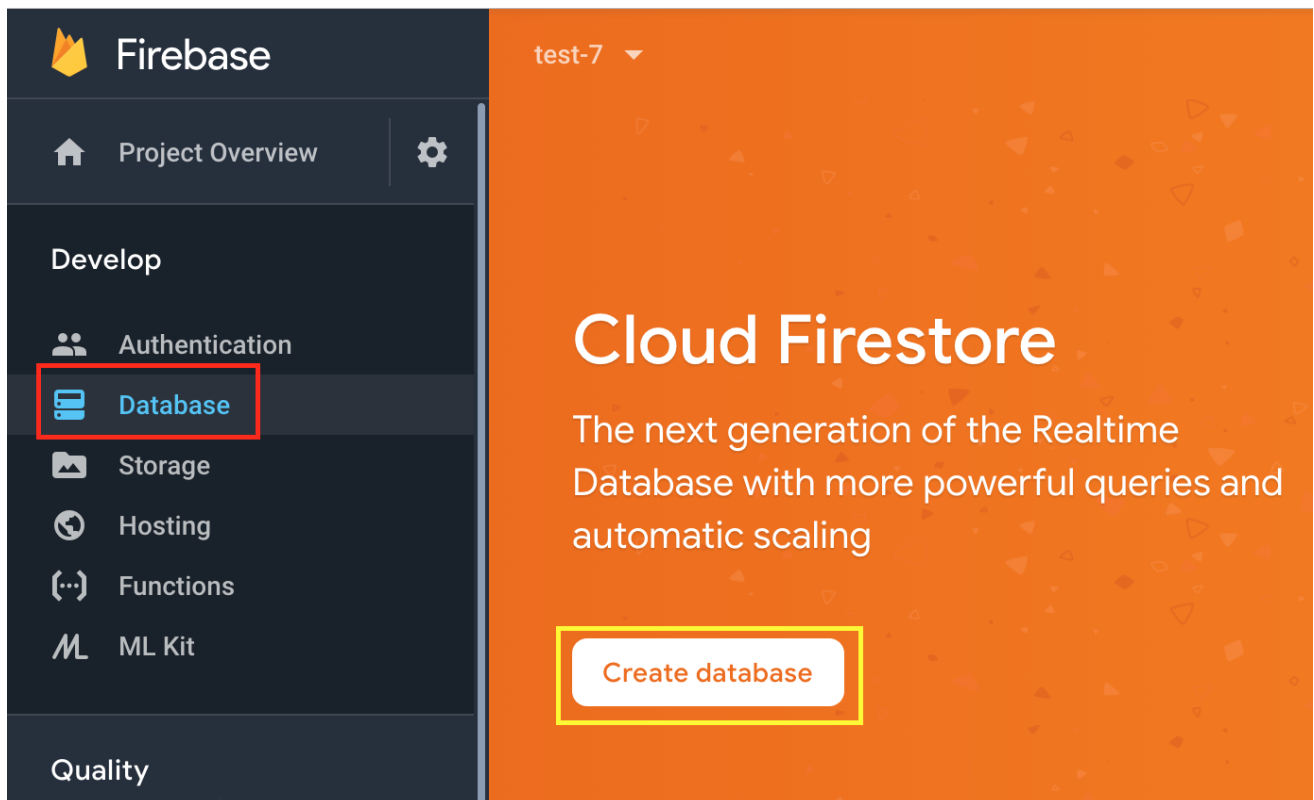 Firebase
Project Overview
Develop
Authentication
Database
Storage
Hosting
Functions
ML Kit
Quality
test-7
Cloud Firestore
The next generation of the Realtime
Database with more powerful queries and
automatic scaling
Create database